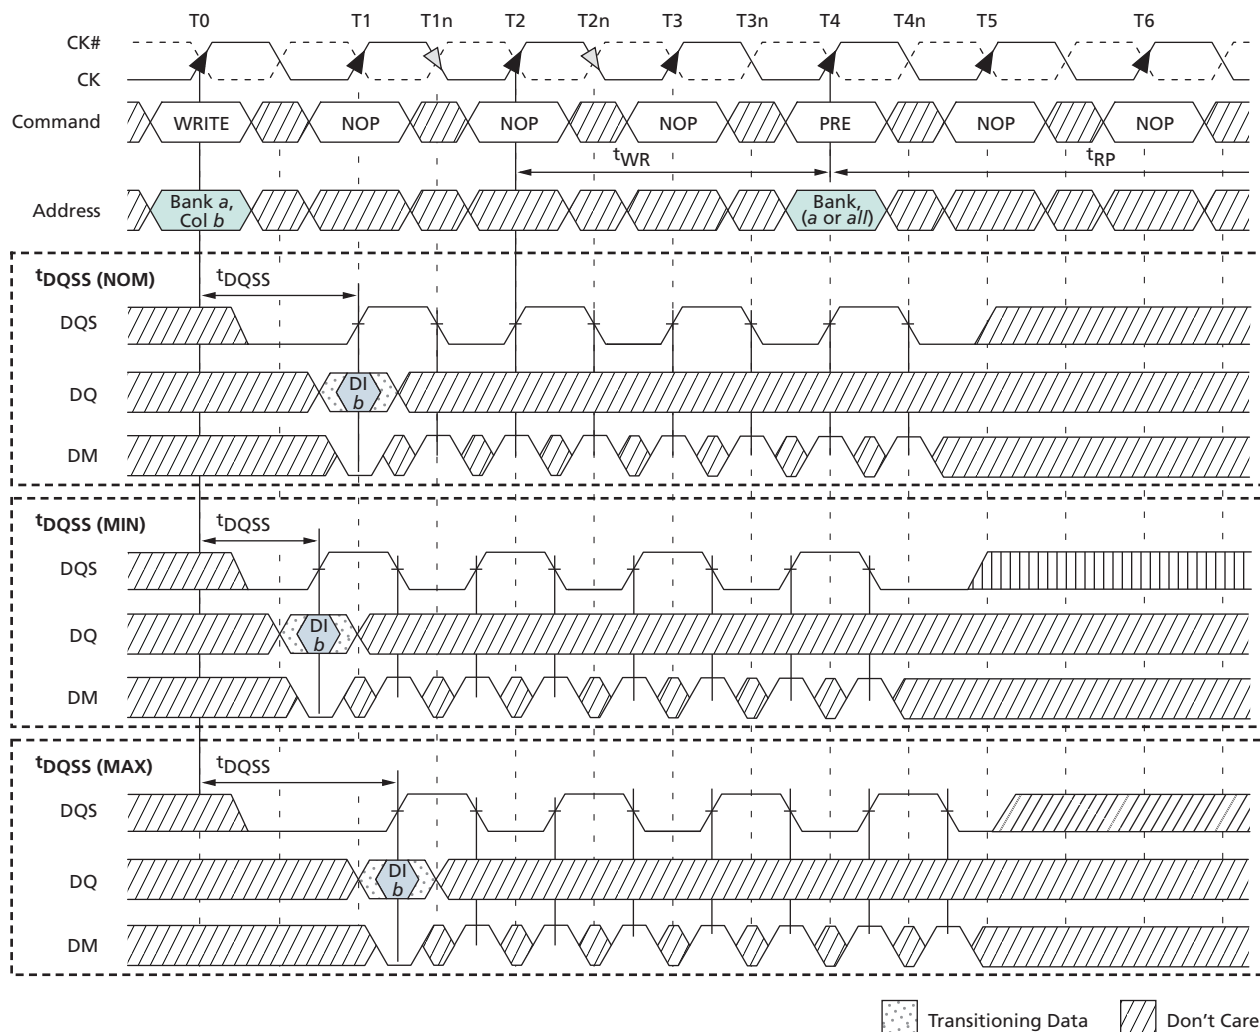 T0 T1 T1n T2 T2n T3 T3n T4 T4n T5 T6
CK#
CK
Command WRITE NOP NOP NOP PRE NOP NOP
tWR tRP
Address Bank a, Col b Bank, (a or all)
tDQSS (NOM) tDQSS
DQS
DQ DI b
DM
tDQSS (MIN) tDQSS
DQS
DQ DI b
DM
tDQSS (MAX) tDQSS
DQS
DQ DI b
DM
Transitioning Data Don't Care